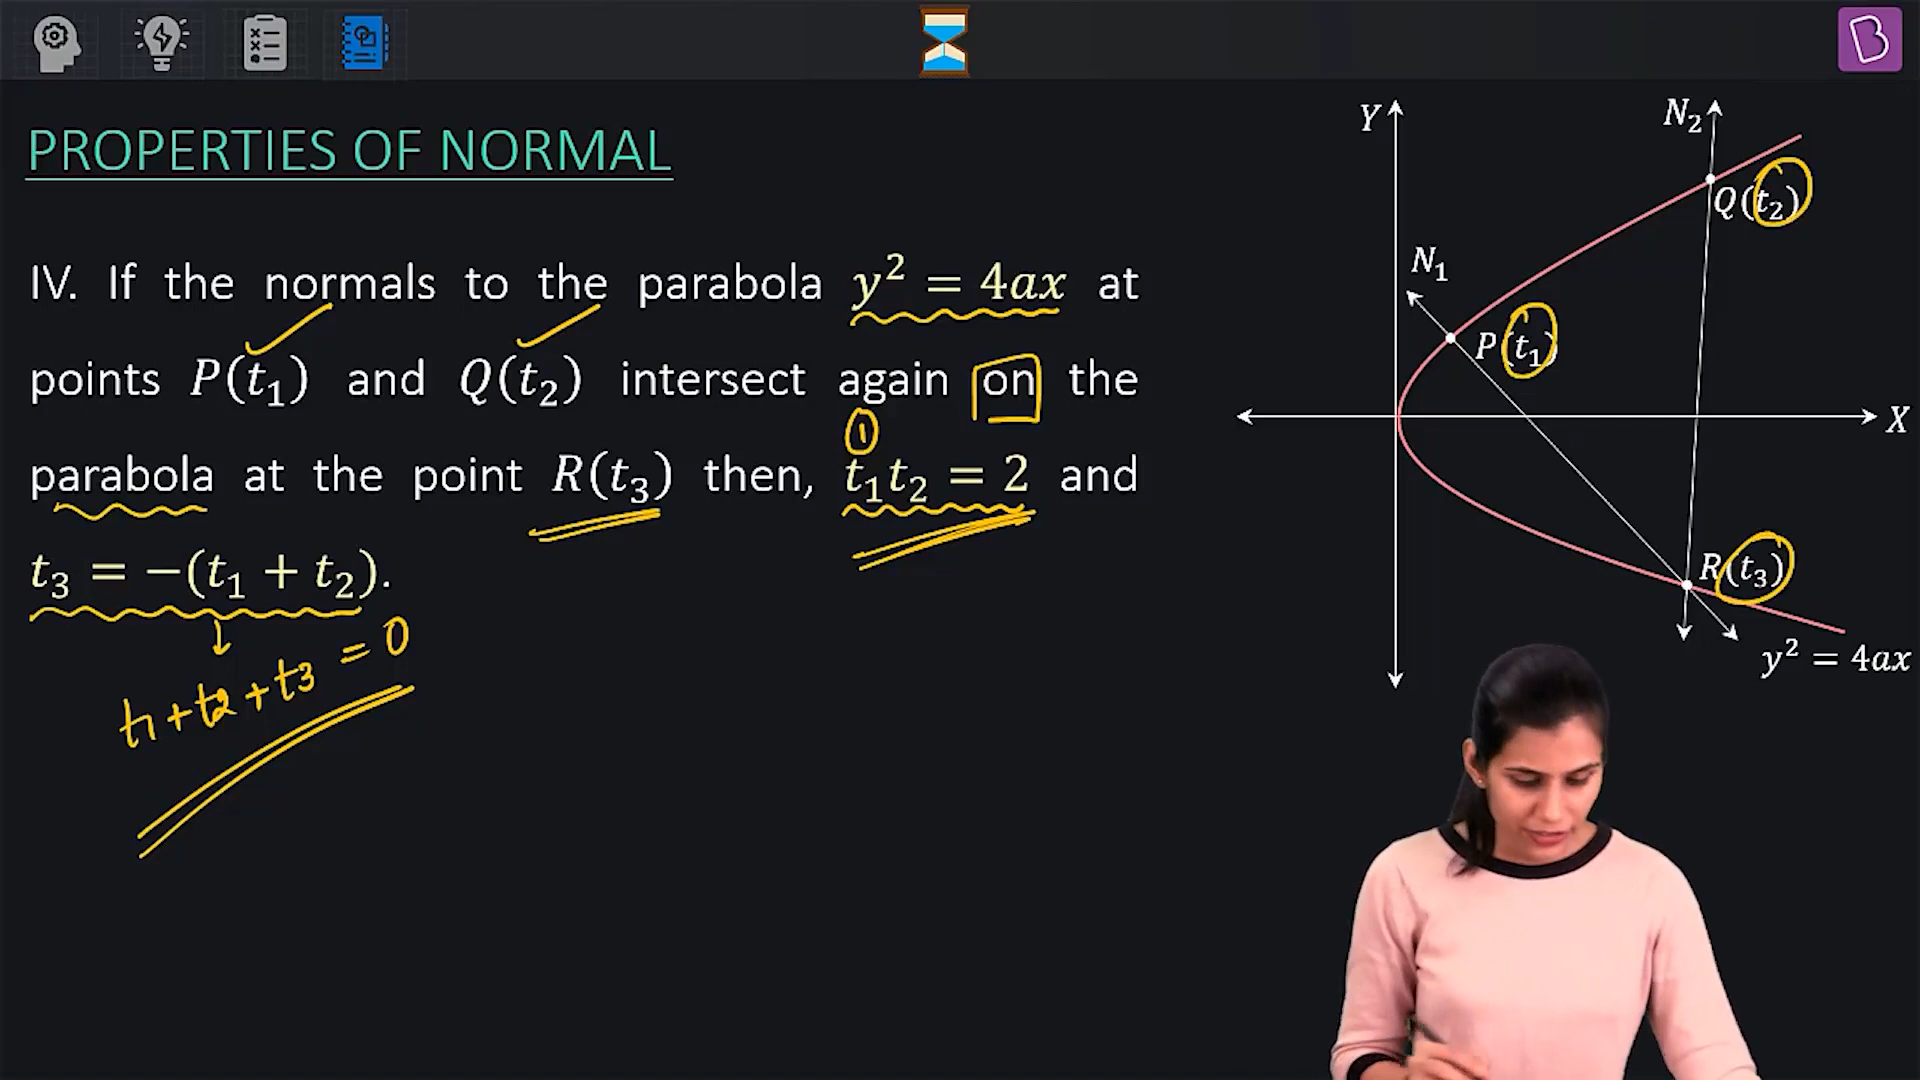 PROPERTIES OF NORMAL
IV. If the normals to the parabola y² = 4ax at
points P(t₁) and Q(t₂) intersect again on the
①
parabola at the point R(t₃) then, t₁t₂ = 2 and
t₃ = −(t₁ + t₂).
t1 + t2 + t3 = 0
Y
N₂
Q(t₂)
N₁
P(t₁)
X
R(t₃)
y² = 4ax
B